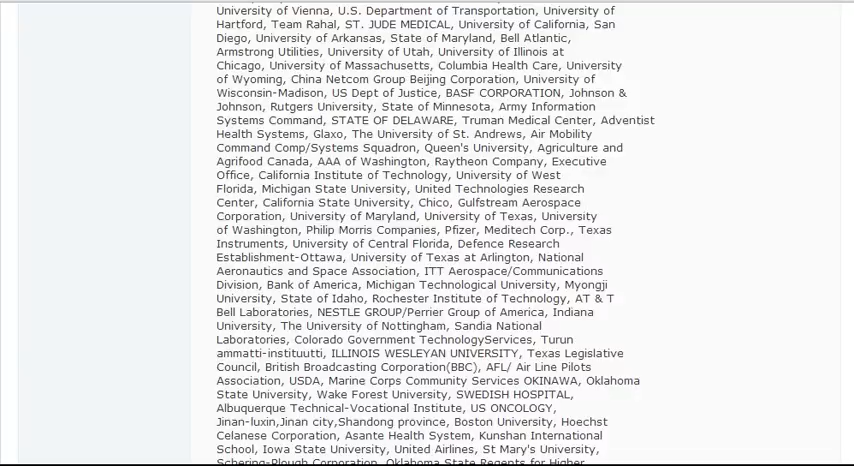 University of Vienna, U.S. Department of Transportation, University of
Hartford, Team Rahal, ST. JUDE MEDICAL, University of California, San
Diego, University of Arkansas, State of Maryland, Bell Atlantic,
Armstrong Utilities, University of Utah, University of Illinois at
Chicago, University of Massachusetts, Columbia Health Care, University
of Wyoming, China Netcom Group Beijing Corporation, University of
Wisconsin-Madison, US Dept of Justice, BASF CORPORATION, Johnson &
Johnson, Rutgers University, State of Minnesota, Army Information
Systems Command, STATE OF DELAWARE, Truman Medical Center, Adventist
Health Systems, Glaxo, The University of St. Andrews, Air Mobility
Command Comp/Systems Squadron, Queen's University, Agriculture and
Agrifood Canada, AAA of Washington, Raytheon Company, Executive
Office, California Institute of Technology, University of West
Florida, Michigan State University, United Technologies Research
Center, California State University, Chico, Gulfstream Aerospace
Corporation, University of Maryland, University of Texas, University
of Washington, Philip Morris Companies, Pfizer, Meditech Corp., Texas
Instruments, University of Central Florida, Defence Research
Establishment-Ottawa, University of Texas at Arlington, National
Aeronautics and Space Association, ITT Aerospace/Communications
Division, Bank of America, Michigan Technological University, Myongji
University, State of Idaho, Rochester Institute of Technology, AT & T
Bell Laboratories, NESTLE GROUP/Perrier Group of America, Indiana
University, The University of Nottingham, Sandia National
Laboratories, Colorado Government TechnologyServices, Turun
ammatti-instituutti, ILLINOIS WESLEYAN UNIVERSITY, Texas Legislative
Council, British Broadcasting Corporation(BBC), AFL/ Air Line Pilots
Association, USDA, Marine Corps Community Services OKINAWA, Oklahoma
State University, Wake Forest University, SWEDISH HOSPITAL,
Albuquerque Technical-Vocational Institute, US ONCOLOGY,
Jinan-luxin,Jinan city,Shandong province, Boston University, Hoechst
Celanese Corporation, Asante Health System, Kunshan International
School, Iowa State University, United Airlines, St Mary's University,
Schering-Plough Corporation, Oklahoma State Regents for Higher